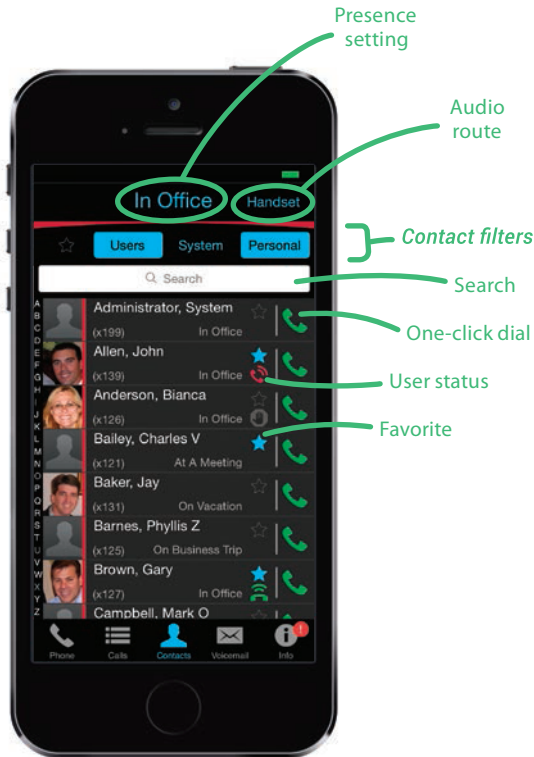 Presence
setting
Audio
route
In Office
Handset
Users
System
Personal
Contact filters
Search
Search
A
B
C
D
E
F
G
H
I
J
K
L
M
N
O
P
Q
R
S
T
U
V
W
X
Y
Z
Administrator, System
(x199) In Office
One-click dial
Allen, John
(x139) In Office
User status
Anderson, Bianca
(x126) In Office
Favorite
Bailey, Charles V
(x121) At A Meeting
Baker, Jay
(x131) On Vacation
Barnes, Phyllis Z
(x125) On Business Trip
Brown, Gary
(x127) In Office
Campbell, Mark O
Phone
Calls
Contacts
Voicemail
Info